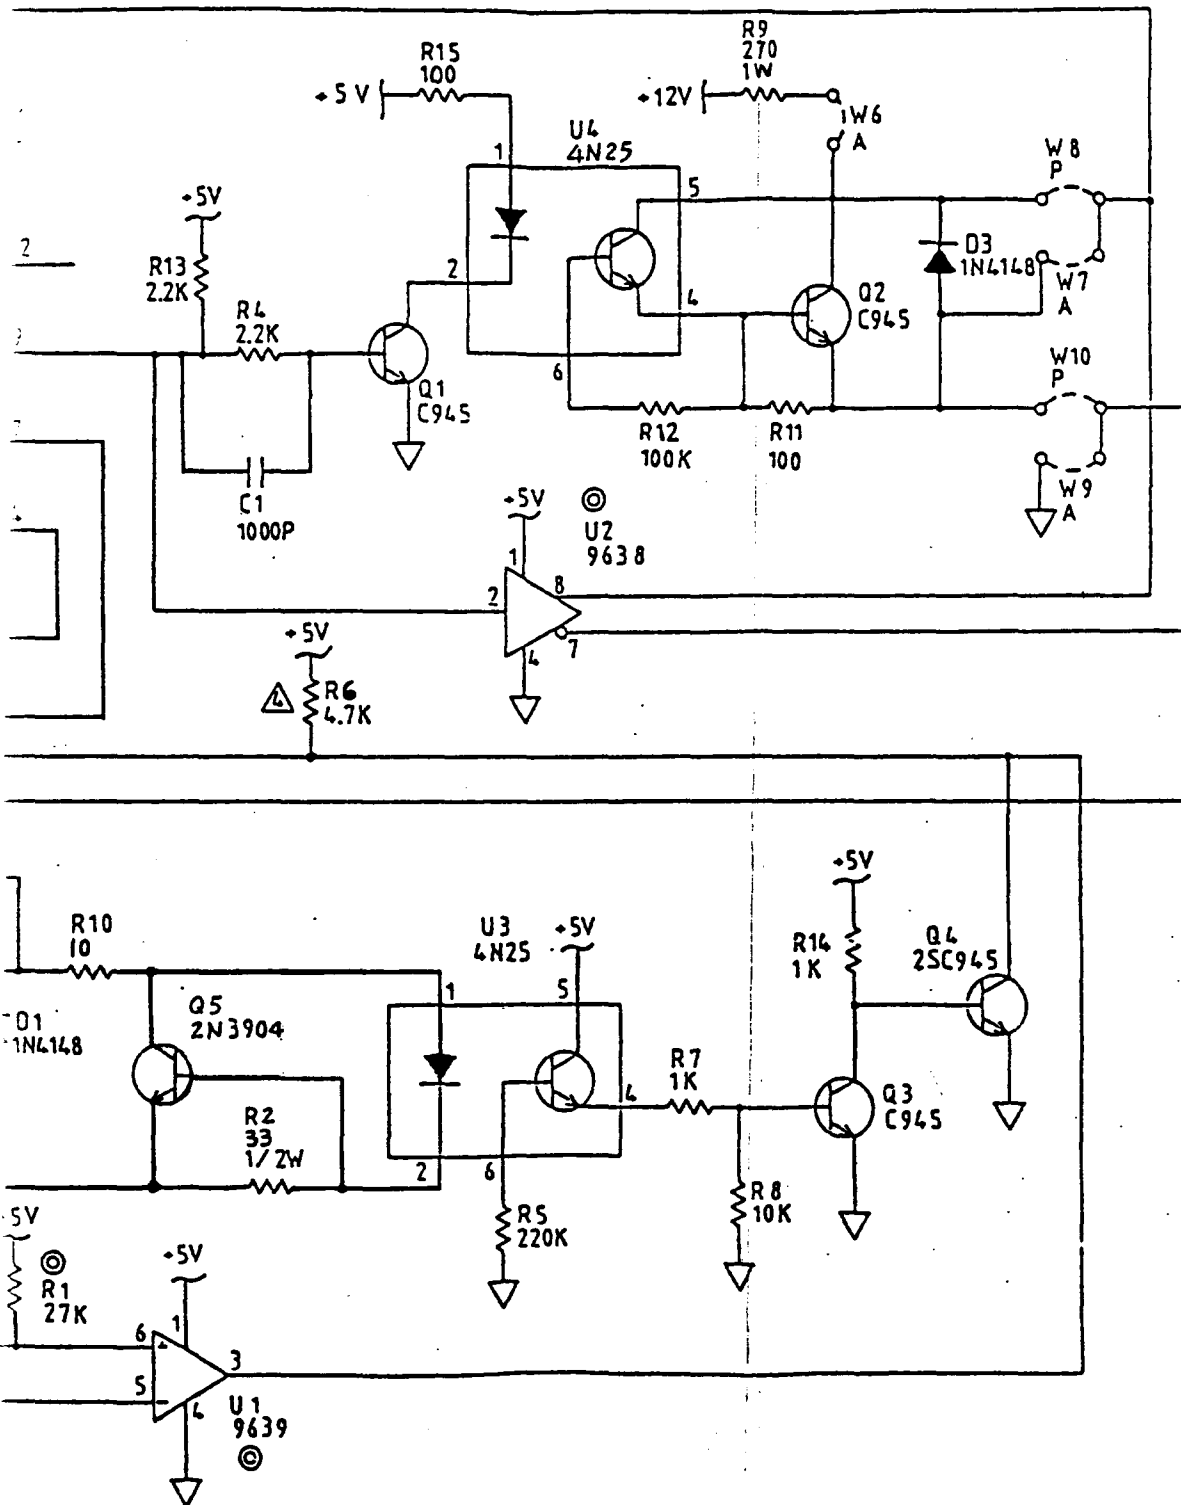 R15
100
+5V
R9
270
1W
+12V
W6
A
U4
4N25
1
5
W8
P
+5V
2
R13
2.2K
R4
2.2K
2
4
6
D3
1N4148
W7
A
Q2
C945
Q1
C945
W10
P
R12
100K
R11
100
W9
A
C1
1000P
+5V
U2
9638
1
2
8
7
4
+5V
4
R6
4.7K
+5V
R10
10
U3
4N25
+5V
R14
1K
Q4
2SC945
Q5
2N3904
D1
1N4148
1
5
R7
1K
4
Q3
C945
R2
33
1/2W
2
6
R5
220K
R8
10K
5V
R1
27K
+5V
1
6
+
5
-
3
4
U1
9639